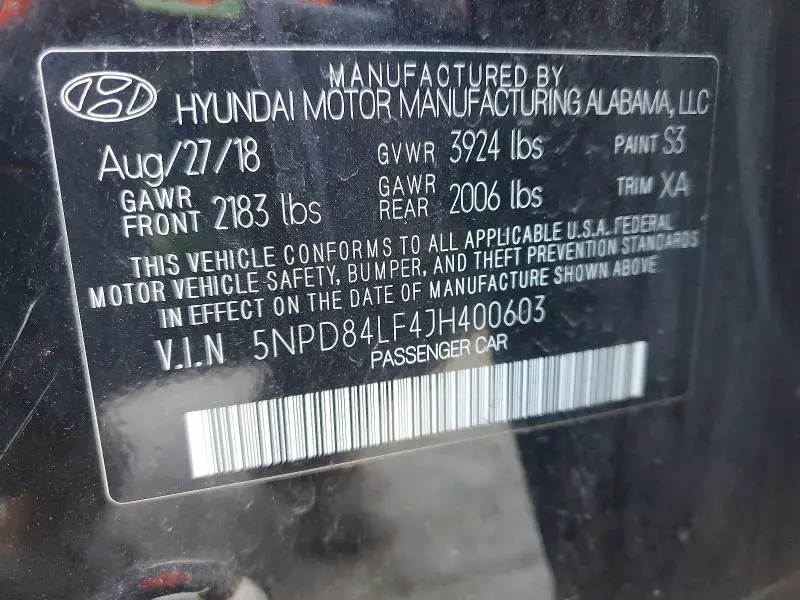 MANUFACTURED BY
HYUNDAI MOTOR MANUFACTURING ALABAMA, LLC
Aug/27/18 GVWR 3924 lbs PAINT S3
GAWR FRONT 2183 lbs GAWR REAR 2006 lbs TRIM XA
THIS VEHICLE CONFORMS TO ALL APPLICABLE U.S.A. FEDERAL
MOTOR VEHICLE SAFETY, BUMPER, AND THEFT PREVENTION STANDARDS
IN EFFECT ON THE DATE OF MANUFACTURE SHOWN ABOVE
V.I.N 5NPD84LF4JH400603
PASSENGER CAR